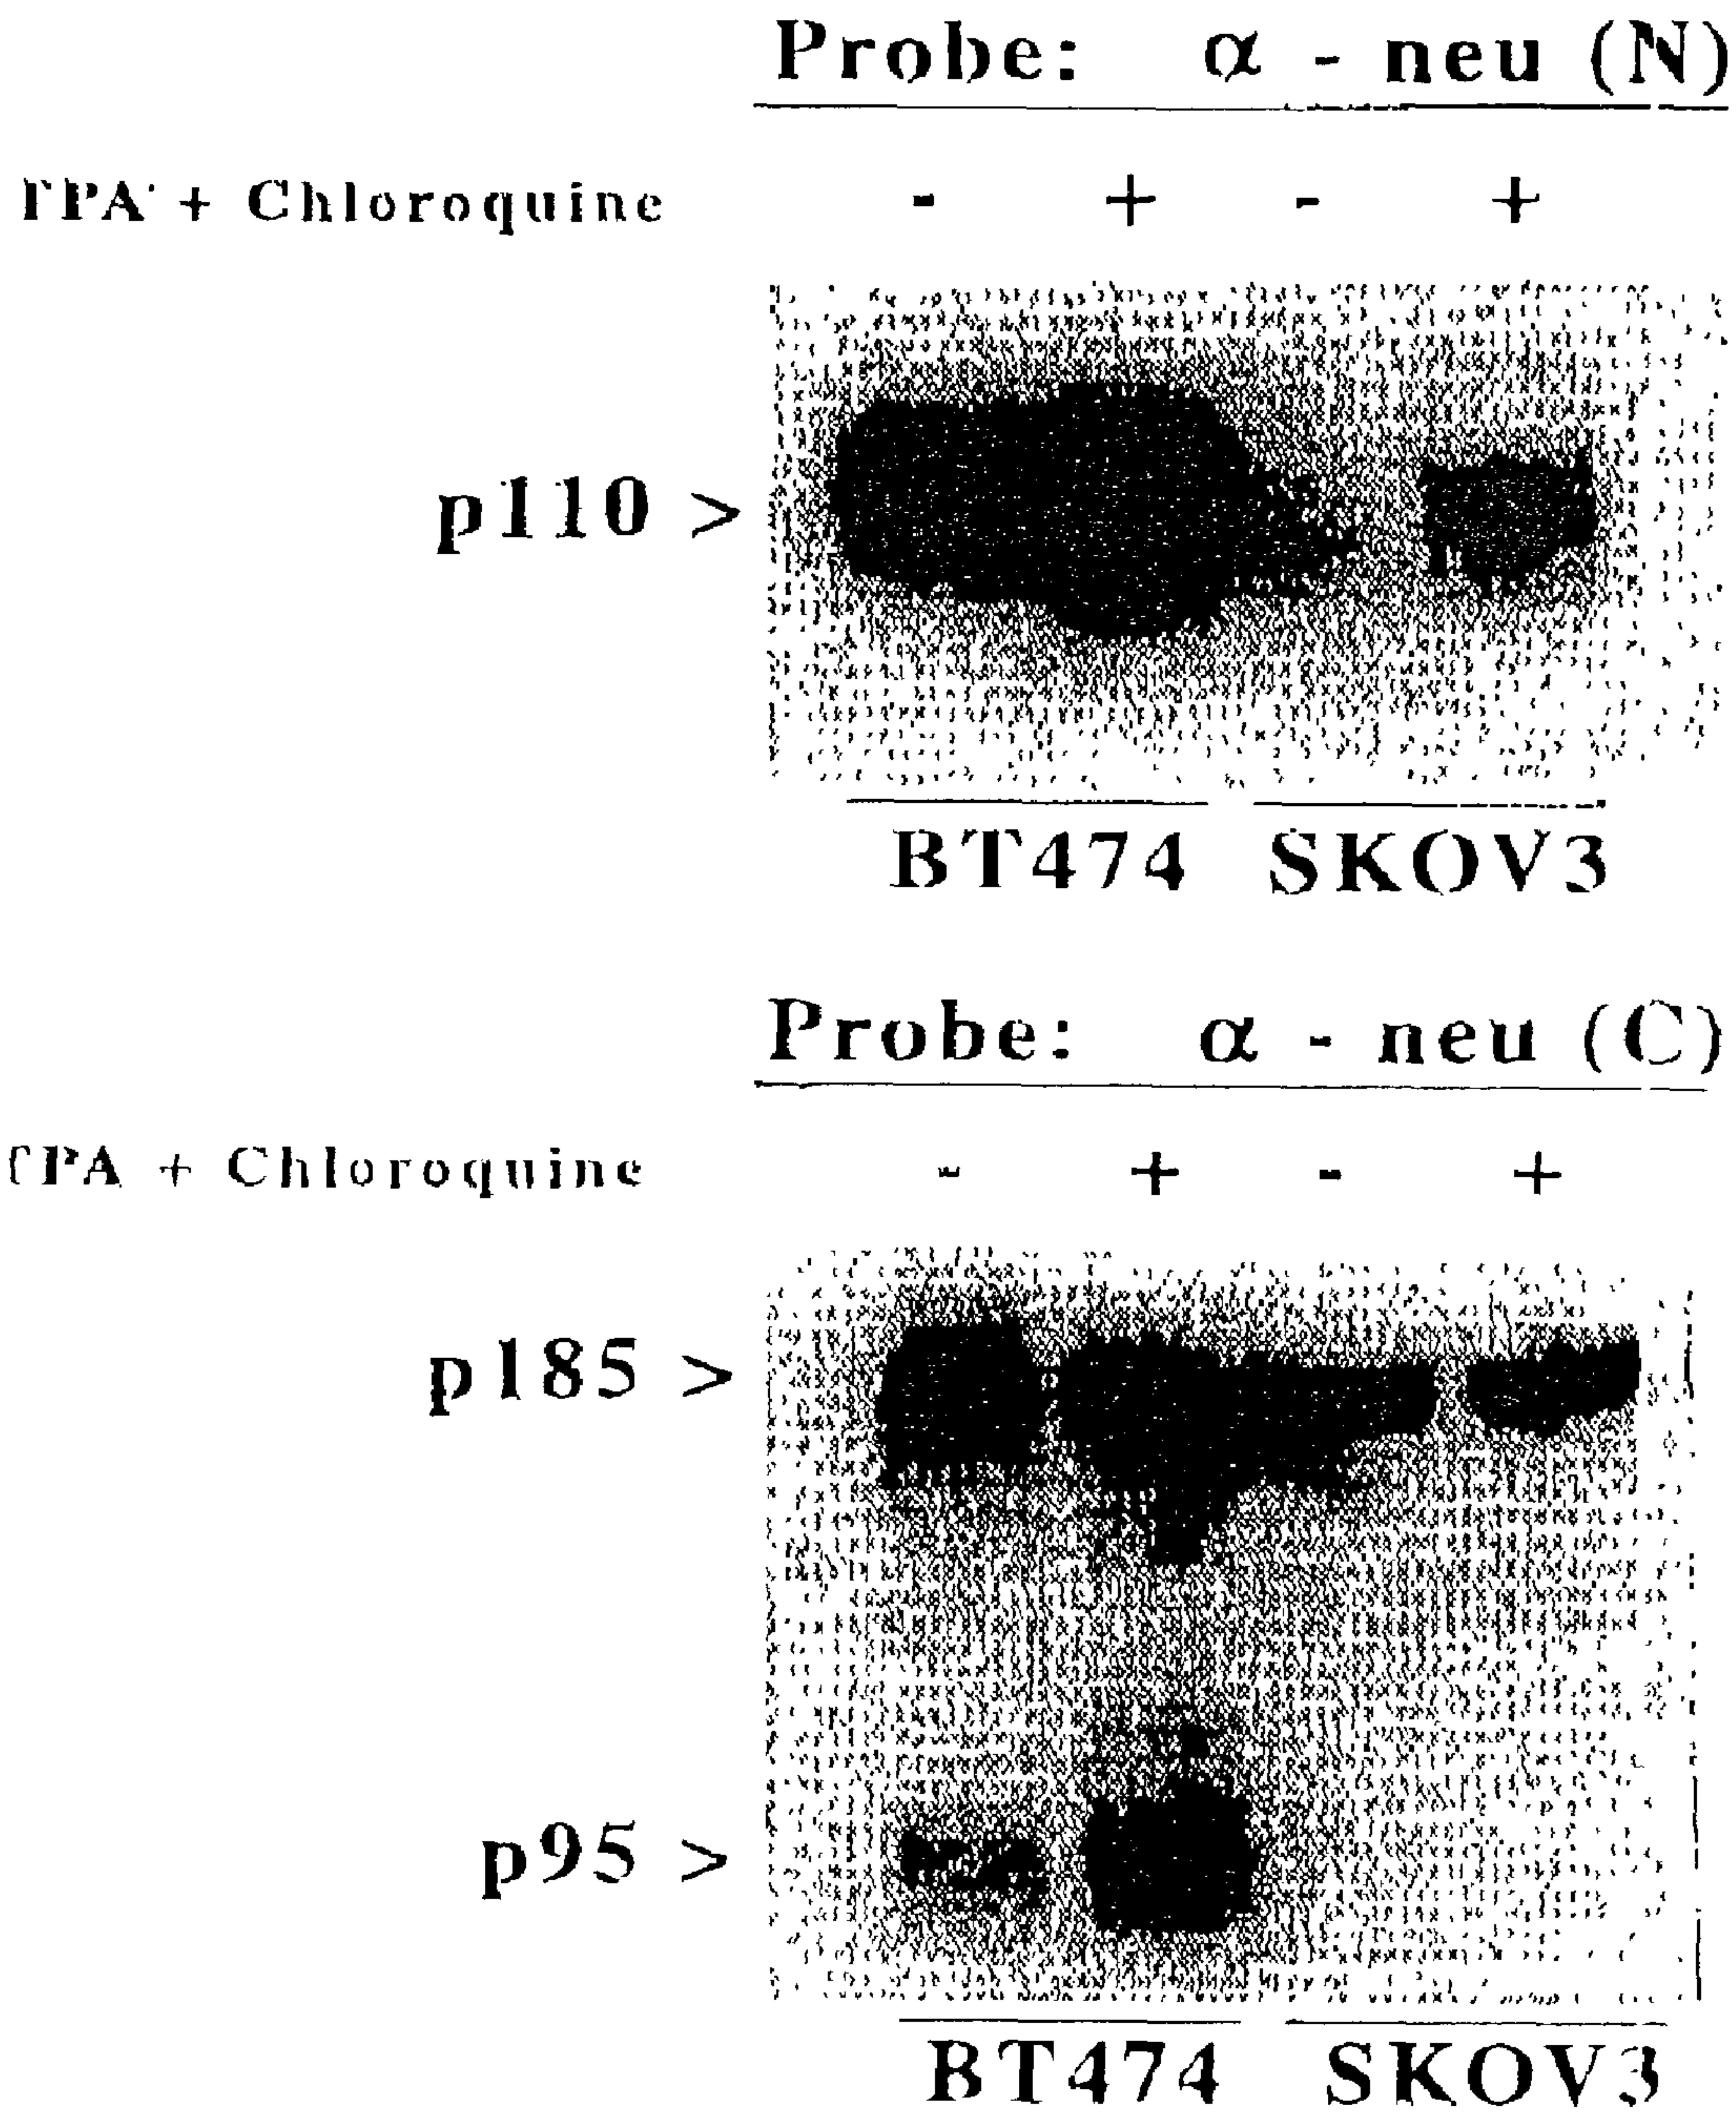 Probe: α - neu (N)
TPA + Chloroquine - + - +
p110 >
BT474 SKOV3
Probe: α - neu (C)
TPA + Chloroquine - + - +
p185 >
p95 >
BT474 SKOV3